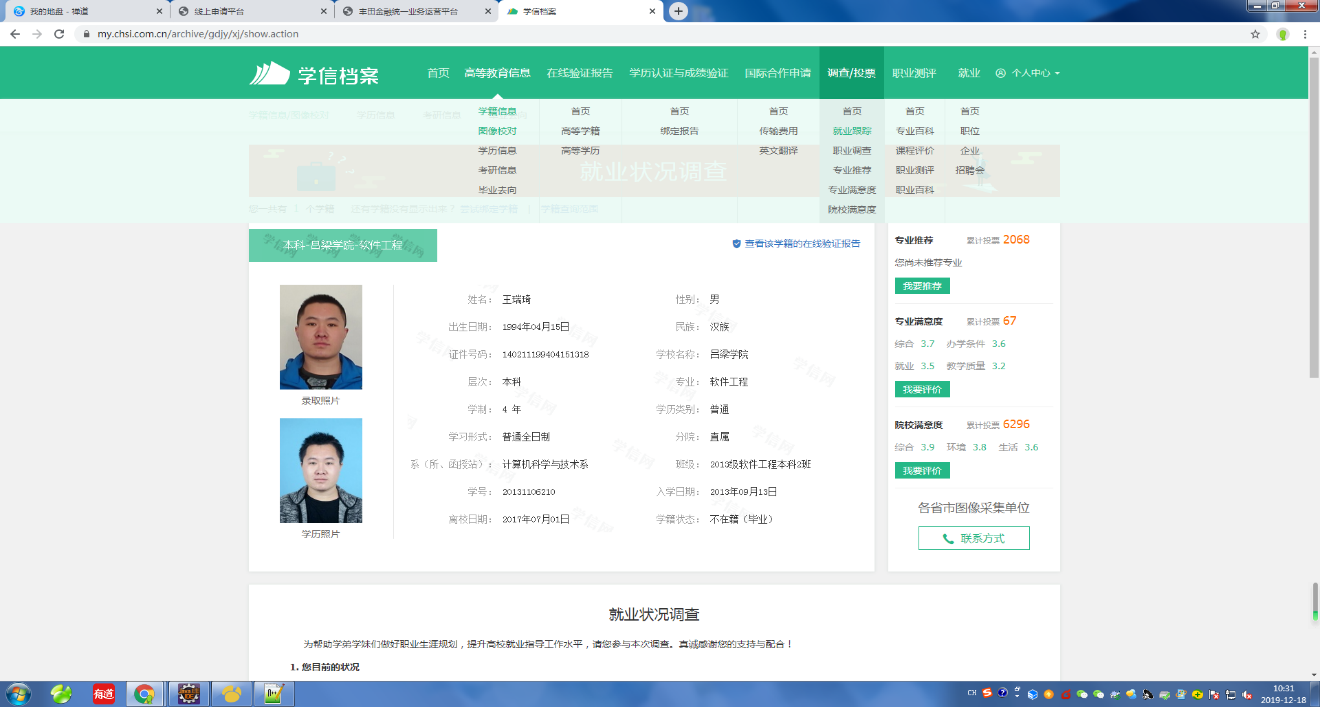 我的地盘 - 禅道
线上申请平台
丰田金融统一业务运营平台
学信档案
my.chsi.com.cn/archive/gdjy/xj/show.action
学信档案
首页 高等教育信息 在线验证报告 学历认证与成绩验证 国际合作申请 调查/投票 职业测评 就业 个人中心
学籍信息 首页 首页 首页 首页 首页 首页
图像校对 高等学籍 绑定报告 传输费用 就业跟踪 专业百科 职位
学历信息 高等学历 英文翻译 职业调查 课程评价 企业
考研信息 专业推荐 职业测评 招聘会
毕业去向 专业满意度 职业百科
院校满意度
就业状况调查
本科-吕梁学院-软件工程
查看该学籍的在线验证报告
姓名： 王瑞琦 性别： 男
出生日期： 1994年04月15日 民族： 汉族
证件号码： 140211199404151318 学校名称： 吕梁学院
层次： 本科 专业： 软件工程
学制： 4 年 学历类别： 普通
学习形式： 普通全日制 分院： 直属
系（所、函授站）： 计算机科学与技术系 班级： 2013级软件工程本科2班
学号： 20131106210 入学日期： 2013年09月13日
离校日期： 2017年07月01日 学籍状态： 不在籍（毕业）
录取照片
学历照片
专业推荐 累计投票 2068
您尚未推荐专业
我要推荐
专业满意度 累计投票 67
综合 3.7 办学条件 3.6
就业 3.5 教学质量 3.2
我要评价
院校满意度 累计投票 6296
综合 3.9 环境 3.8 生活 3.6
我要评价
各省市图像采集单位
联系方式
就业状况调查
为帮助学弟学妹们做好职业生涯规划，提升高校就业指导工作水平，请您参与本次调查。真诚感谢您的支持与配合！
1. 您目前的状况
有道
CH
10:31
2019-12-18